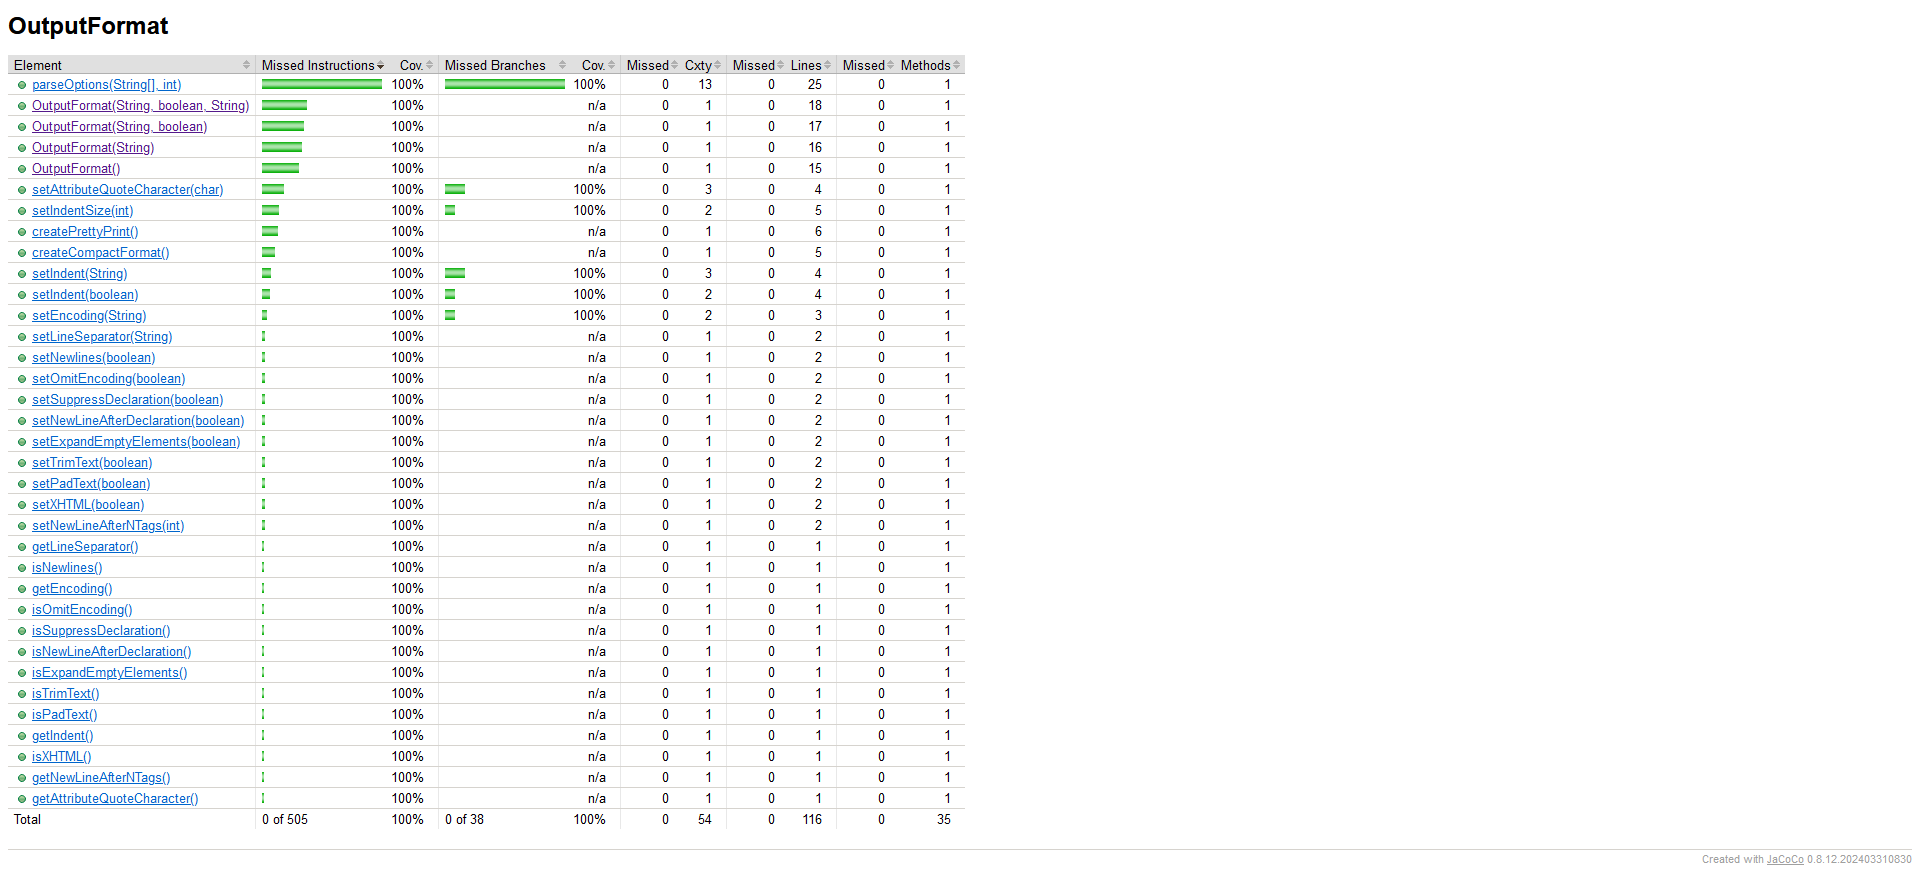 OutputFormat
Element Missed Instructions Cov. Missed Branches Cov. Missed Cxty Missed Lines Missed Methods
parseOptions(String[], int) 100% 100% 0 13 0 25 0 1
OutputFormat(String, boolean, String) 100% n/a 0 1 0 18 0 1
OutputFormat(String, boolean) 100% n/a 0 1 0 17 0 1
OutputFormat(String) 100% n/a 0 1 0 16 0 1
OutputFormat() 100% n/a 0 1 0 15 0 1
setAttributeQuoteCharacter(char) 100% 100% 0 3 0 4 0 1
setIndentSize(int) 100% 100% 0 2 0 5 0 1
createPrettyPrint() 100% n/a 0 1 0 6 0 1
createCompactFormat() 100% n/a 0 1 0 5 0 1
setIndent(String) 100% 100% 0 3 0 4 0 1
setIndent(boolean) 100% 100% 0 2 0 4 0 1
setEncoding(String) 100% 100% 0 2 0 3 0 1
setLineSeparator(String) 100% n/a 0 1 0 2 0 1
setNewlines(boolean) 100% n/a 0 1 0 2 0 1
setOmitEncoding(boolean) 100% n/a 0 1 0 2 0 1
setSuppressDeclaration(boolean) 100% n/a 0 1 0 2 0 1
setNewLineAfterDeclaration(boolean) 100% n/a 0 1 0 2 0 1
setExpandEmptyElements(boolean) 100% n/a 0 1 0 2 0 1
setTrimText(boolean) 100% n/a 0 1 0 2 0 1
setPadText(boolean) 100% n/a 0 1 0 2 0 1
setXHTML(boolean) 100% n/a 0 1 0 2 0 1
setNewLineAfterNTags(int) 100% n/a 0 1 0 2 0 1
getLineSeparator() 100% n/a 0 1 0 1 0 1
isNewlines() 100% n/a 0 1 0 1 0 1
getEncoding() 100% n/a 0 1 0 1 0 1
isOmitEncoding() 100% n/a 0 1 0 1 0 1
isSuppressDeclaration() 100% n/a 0 1 0 1 0 1
isNewLineAfterDeclaration() 100% n/a 0 1 0 1 0 1
isExpandEmptyElements() 100% n/a 0 1 0 1 0 1
isTrimText() 100% n/a 0 1 0 1 0 1
isPadText() 100% n/a 0 1 0 1 0 1
getIndent() 100% n/a 0 1 0 1 0 1
isXHTML() 100% n/a 0 1 0 1 0 1
getNewLineAfterNTags() 100% n/a 0 1 0 1 0 1
getAttributeQuoteCharacter() 100% n/a 0 1 0 1 0 1
Total 0 of 505 100% 0 of 38 100% 0 54 0 116 0 35
Created with JaCoCo 0.8.12.202403310830